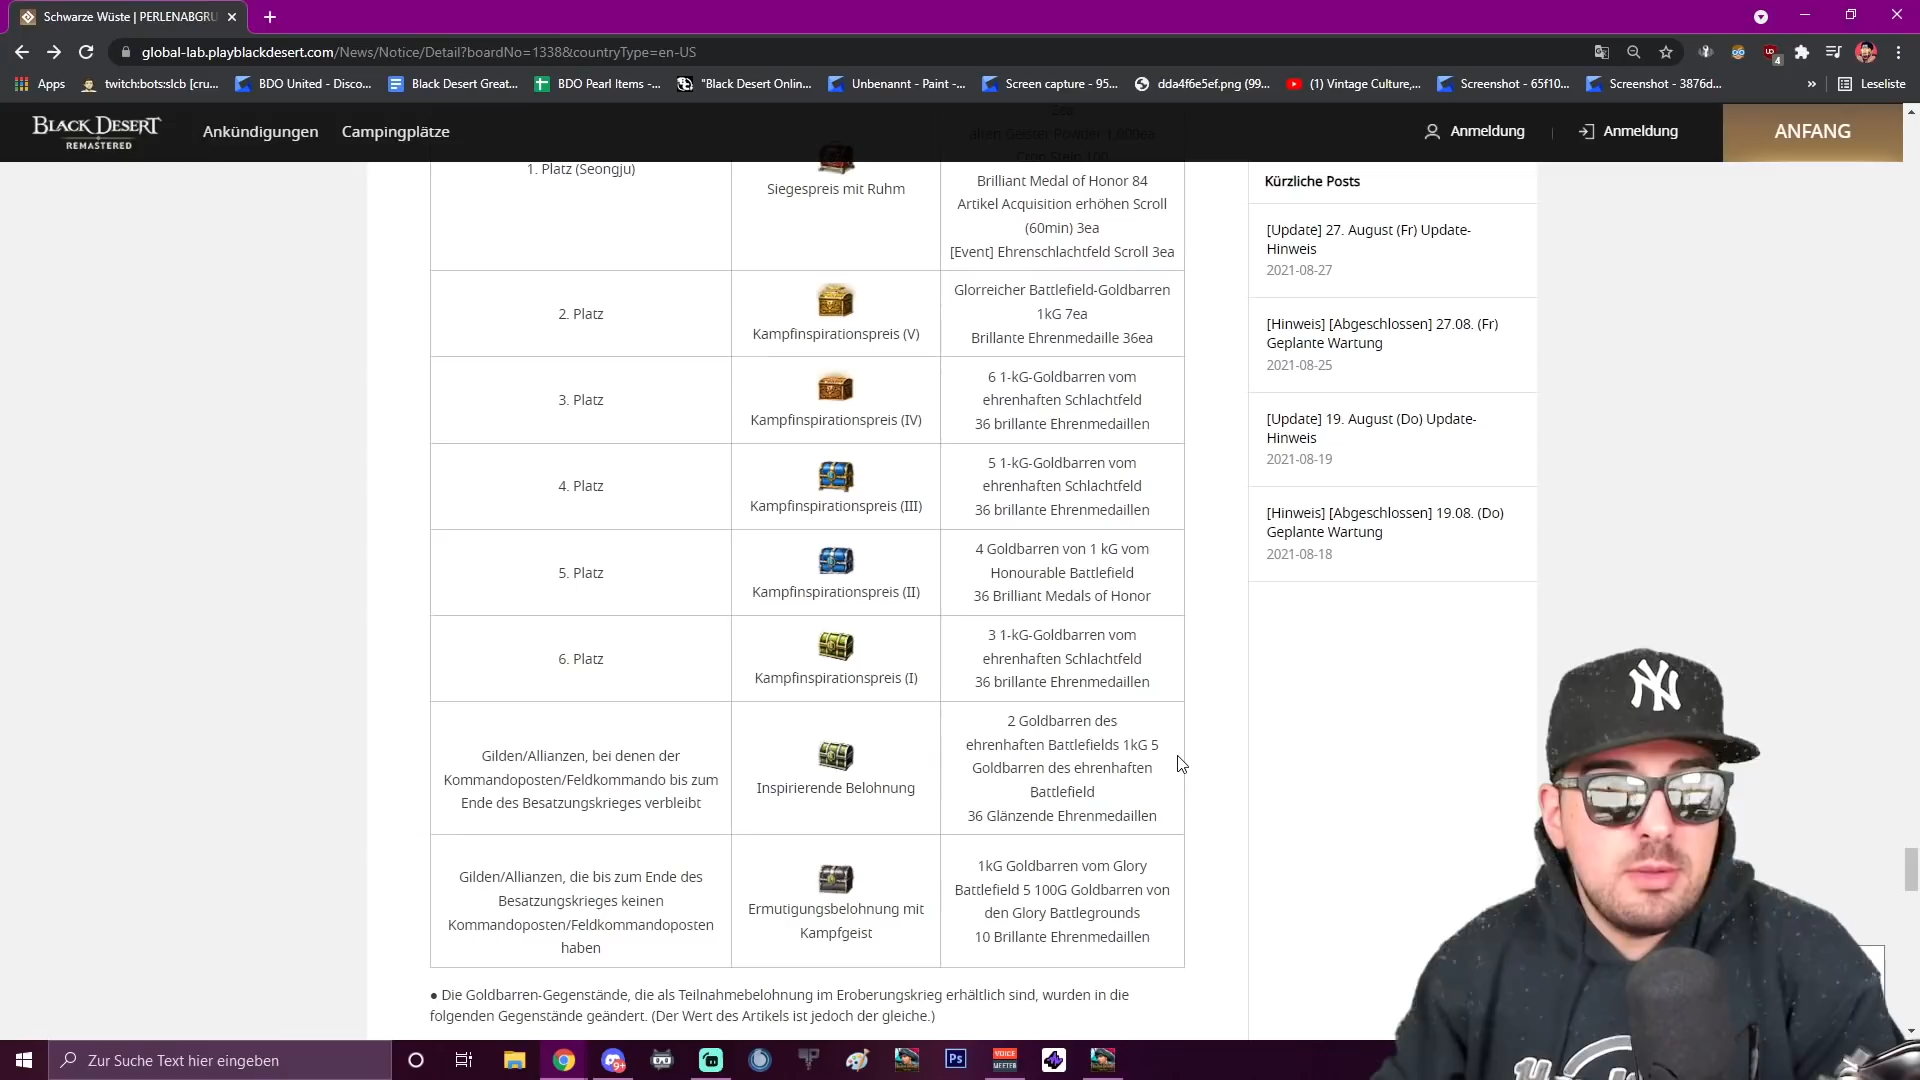 Schwarze Wüste | PERLENABGRU
global-lab.playblackdesert.com/News/Notice/Detail?boardNo=1338&countryType=en-US
Apps
twitch:bots:slcb [cru...
BDO United - Disco...
Black Desert Great...
BDO Pearl Items -...
"Black Desert Onlin...
Unbenannt - Paint -...
Screen capture - 95...
dda4f6e5ef.png (99...
(1) Vintage Culture,...
Screenshot - 65f10...
Screenshot - 3876d...
»
Leseliste
BLACK DESERT
REMASTERED
Ankündigungen
Campingplätze
Anmeldung
Anmeldung
ANFANG
1. Platz (Seongju)
Siegespreis mit Ruhm
Brilliant Medal of Honor 84
Artikel Acquisition erhöhen Scroll
(60min) 3ea
[Event] Ehrenschlachtfeld Scroll 3ea
2. Platz
Kampfinspirationspreis (V)
Glorreicher Battlefield-Goldbarren
1kG 7ea
Brillante Ehrenmedaille 36ea
3. Platz
Kampfinspirationspreis (IV)
6 1-kG-Goldbarren vom
ehrenhaften Schlachtfeld
36 brillante Ehrenmedaillen
4. Platz
Kampfinspirationspreis (III)
5 1-kG-Goldbarren vom
ehrenhaften Schlachtfeld
36 brillante Ehrenmedaillen
5. Platz
Kampfinspirationspreis (II)
4 Goldbarren von 1 kG vom
Honourable Battlefield
36 Brilliant Medals of Honor
6. Platz
Kampfinspirationspreis (I)
3 1-kG-Goldbarren vom
ehrenhaften Schlachtfeld
36 brillante Ehrenmedaillen
Gilden/Allianzen, bei denen der
Kommandoposten/Feldkommando bis zum
Ende des Besatzungskrieges verbleibt
Inspirierende Belohnung
2 Goldbarren des
ehrenhaften Battlefields 1kG 5
Goldbarren des ehrenhaften
Battlefield
36 Glänzende Ehrenmedaillen
Gilden/Allianzen, die bis zum Ende des
Besatzungskrieges keinen
Kommandoposten/Feldkommandoposten
haben
Ermutigungsbelohnung mit
Kampfgeist
1kG Goldbarren vom Glory
Battlefield 5 100G Goldbarren von
den Glory Battlegrounds
10 Brillante Ehrenmedaillen
● Die Goldbarren-Gegenstände, die als Teilnahmebelohnung im Eroberungskrieg erhältlich sind, wurden in die
folgenden Gegenstände geändert. (Der Wert des Artikels ist jedoch der gleiche.)
Kürzliche Posts
[Update] 27. August (Fr) Update-
Hinweis
2021-08-27
[Hinweis] [Abgeschlossen] 27.08. (Fr)
Geplante Wartung
2021-08-25
[Update] 19. August (Do) Update-
Hinweis
2021-08-19
[Hinweis] [Abgeschlossen] 19.08. (Do)
Geplante Wartung
2021-08-18
NY
Zur Suche Text hier eingeben
9+
Ps
VOICE
MEETER